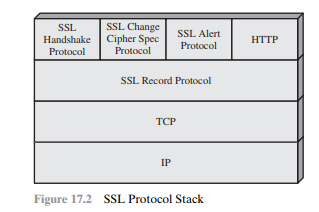 SSL
Handshake
Protocol
SSL Change
Cipher Spec
Protocol
SSL Alert
Protocol
HTTP
SSL Record Protocol
TCP
IP
Figure 17.2 SSL Protocol Stack